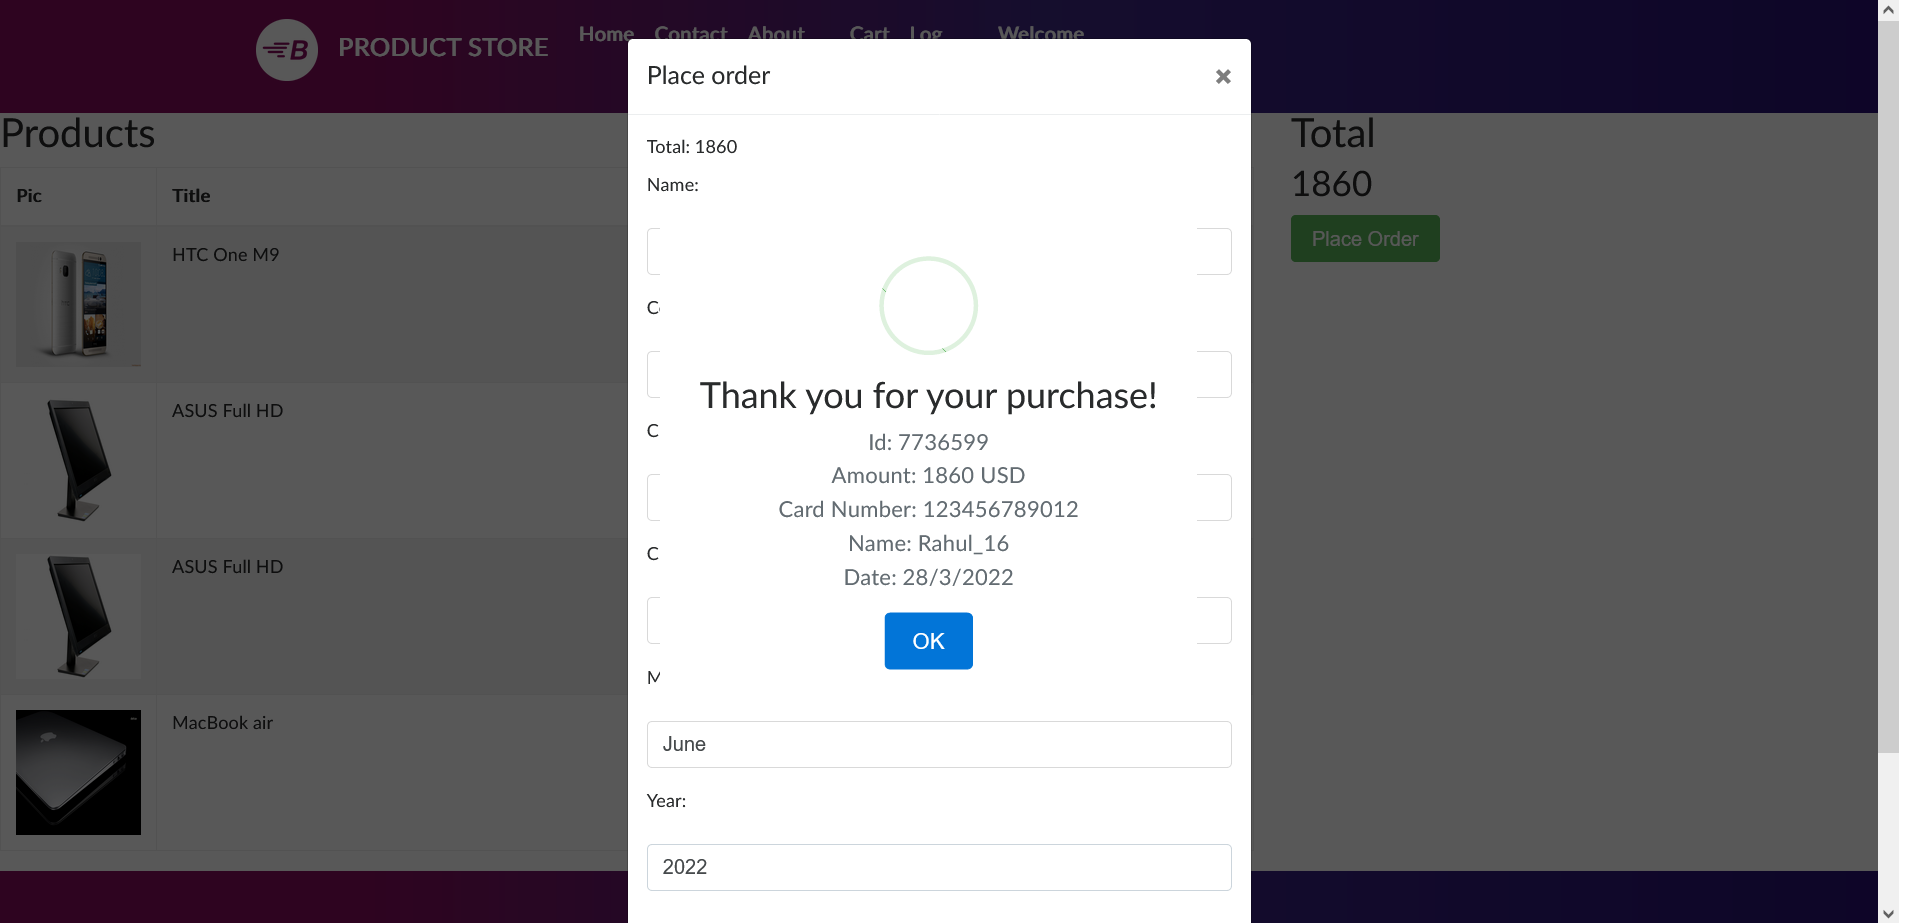 PRODUCT STORE
Home Contact About Cart Log Welcome
Place order
Total: 1860
Name:
Products
Pic Title
HTC One M9
ASUS Full HD
ASUS Full HD
MacBook air
Total
1860
Place Order
Thank you for your purchase!
Id: 7736599
Amount: 1860 USD
Card Number: 123456789012
Name: Rahul_16
Date: 28/3/2022
OK
June
Year:
2022